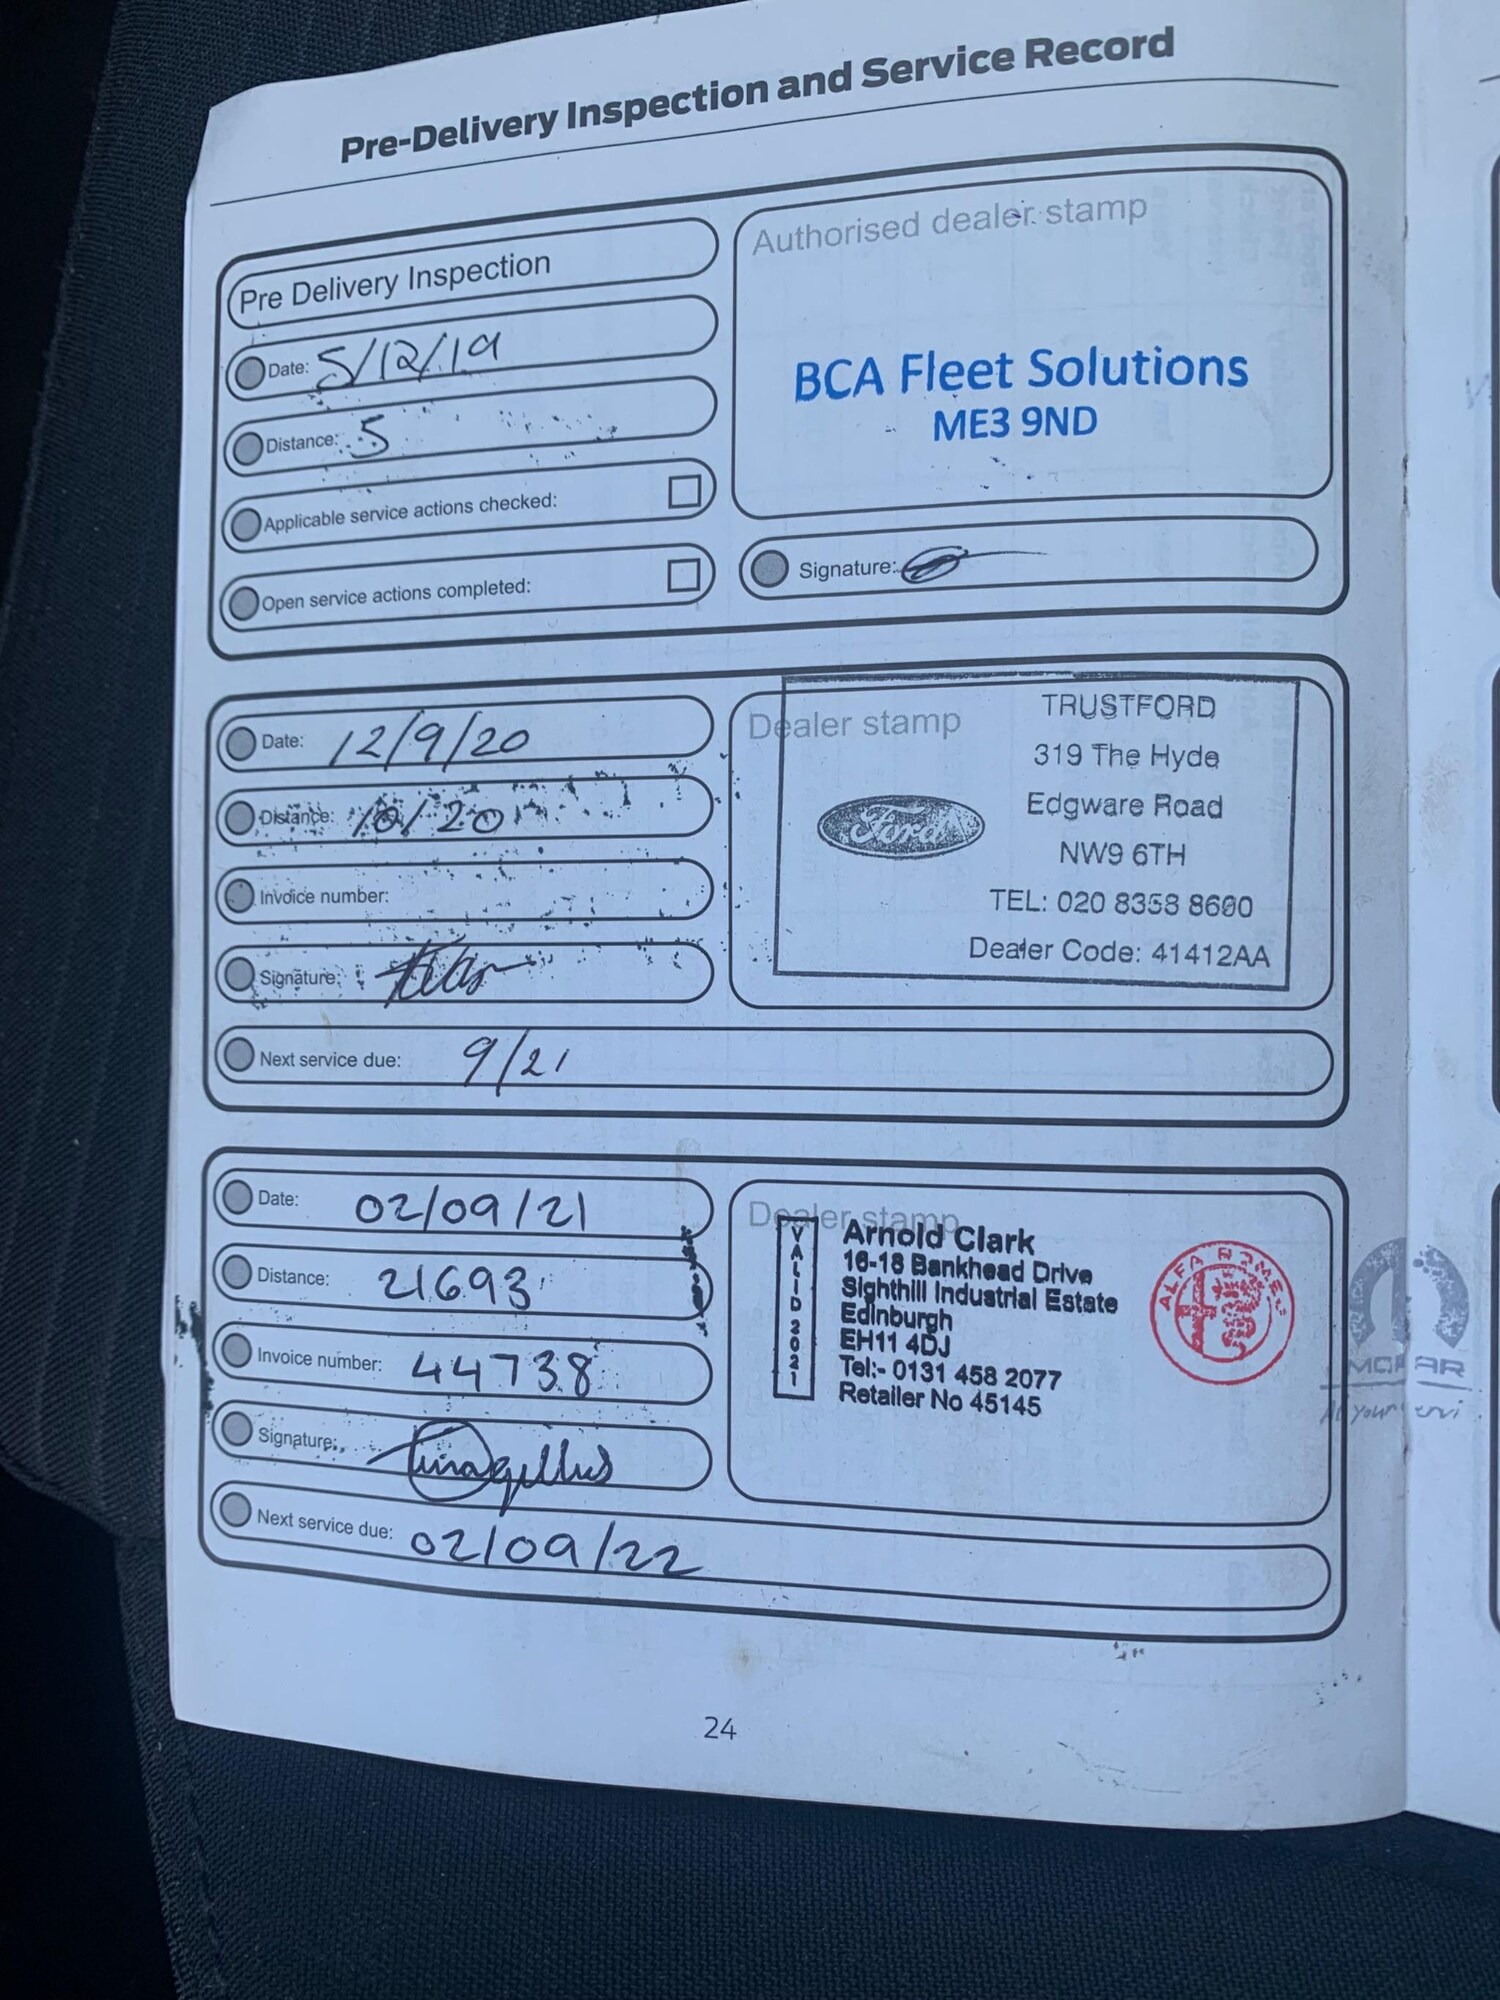 Pre-Delivery Inspection and Service Record
Pre Delivery Inspection
Date: 5/12/19
Distance: 5
Applicable service actions checked:
Open service actions completed:
Authorised dealer stamp
BCA Fleet Solutions
ME3 9ND
Signature:
Date: 12/9/20
Distance: 10120
Invoice number:
Signature:
Next service due: 9/21
Dealer stamp
Ford
TRUSTFORD
319 The Hyde
Edgware Road
NW9 6TH
TEL: 020 8358 8600
Dealer Code: 41412AA
Date: 02/09/21
Distance: 21693
Invoice number: 44738
Signature:
Next service due: 02/09/22
Dealer stamp
VALID 2021
Arnold Clark
16-18 Bankhead Drive
Sighthill Industrial Estate
Edinburgh
EH11 4DJ
Tel:- 0131 458 2077
Retailer No 45145
ALFA ROMEO
MOPAR
24